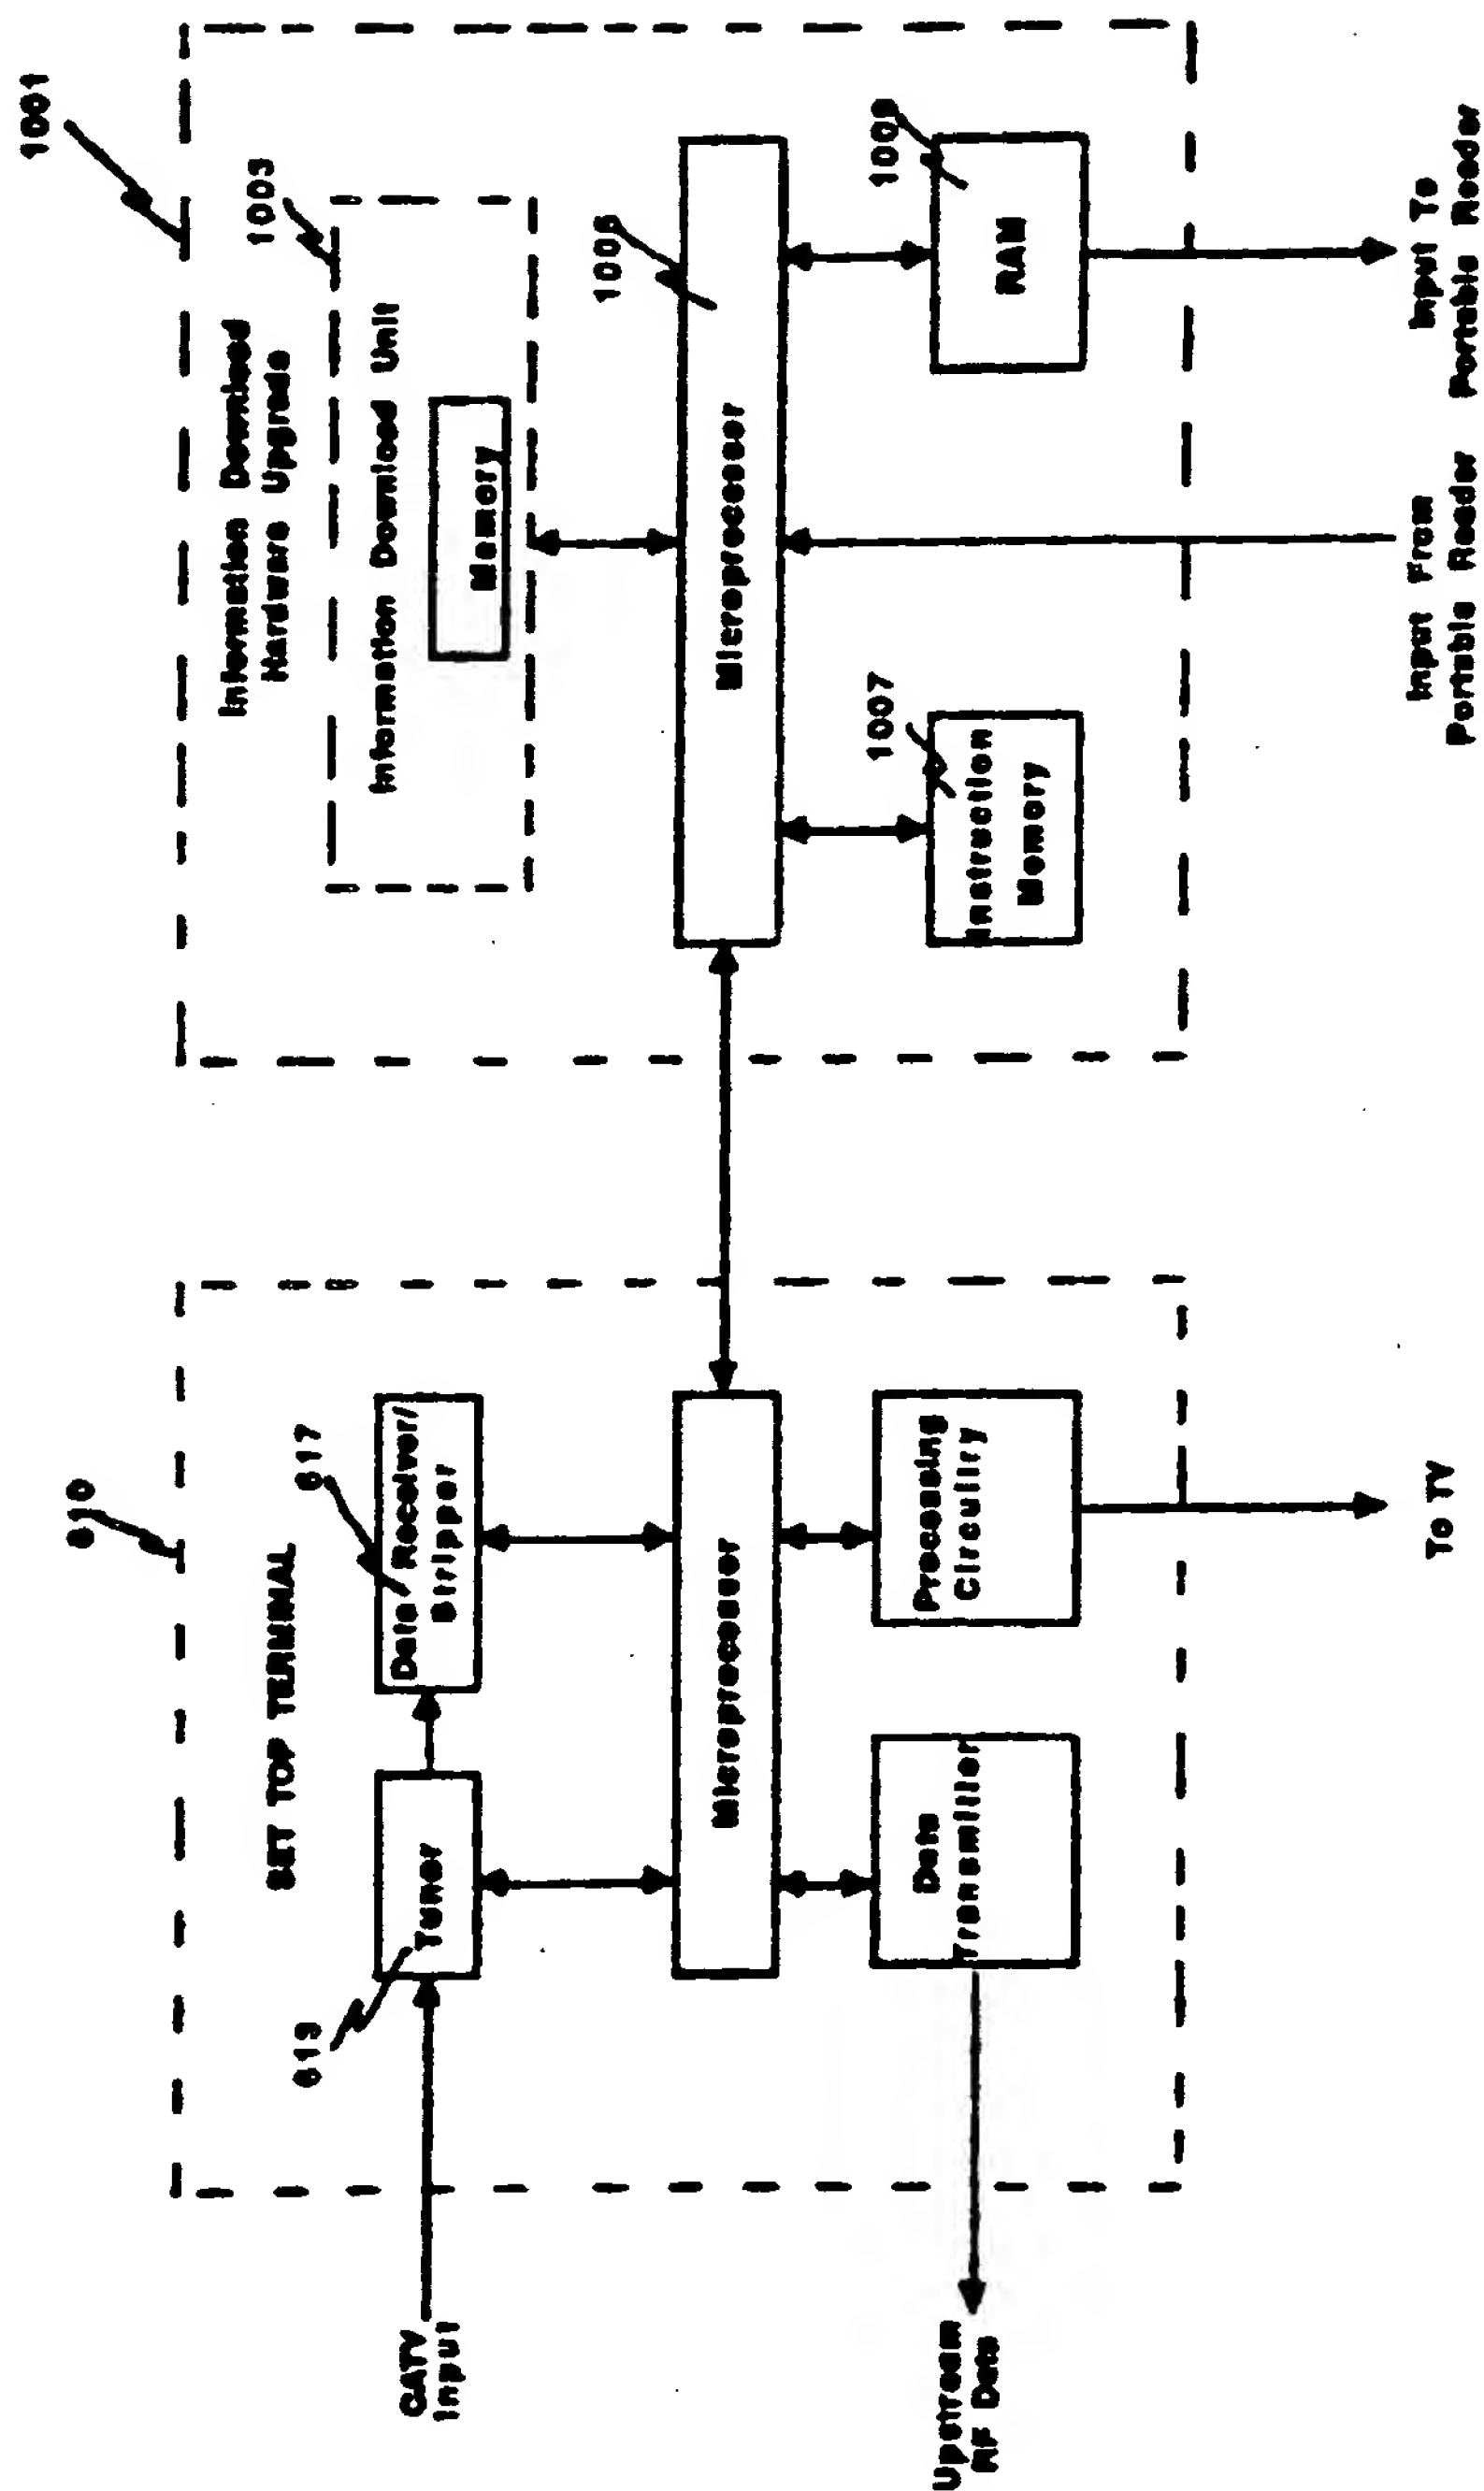 1001
Information Download
Hardware Upgrade
1003
Information Download Unit
Memory
1005
Microprocessor
1007
Instruction
Memory
1009
RAM
Input From
Portable Reader
Input To
Portable Reader
610
SET TOP TERMINAL
617
Data Receiver/
Stripper
Tuner
Microprocessor
Data
Transmitter
Processing
Circuitry
CATV
Input
Upstream
RF Data
To TV